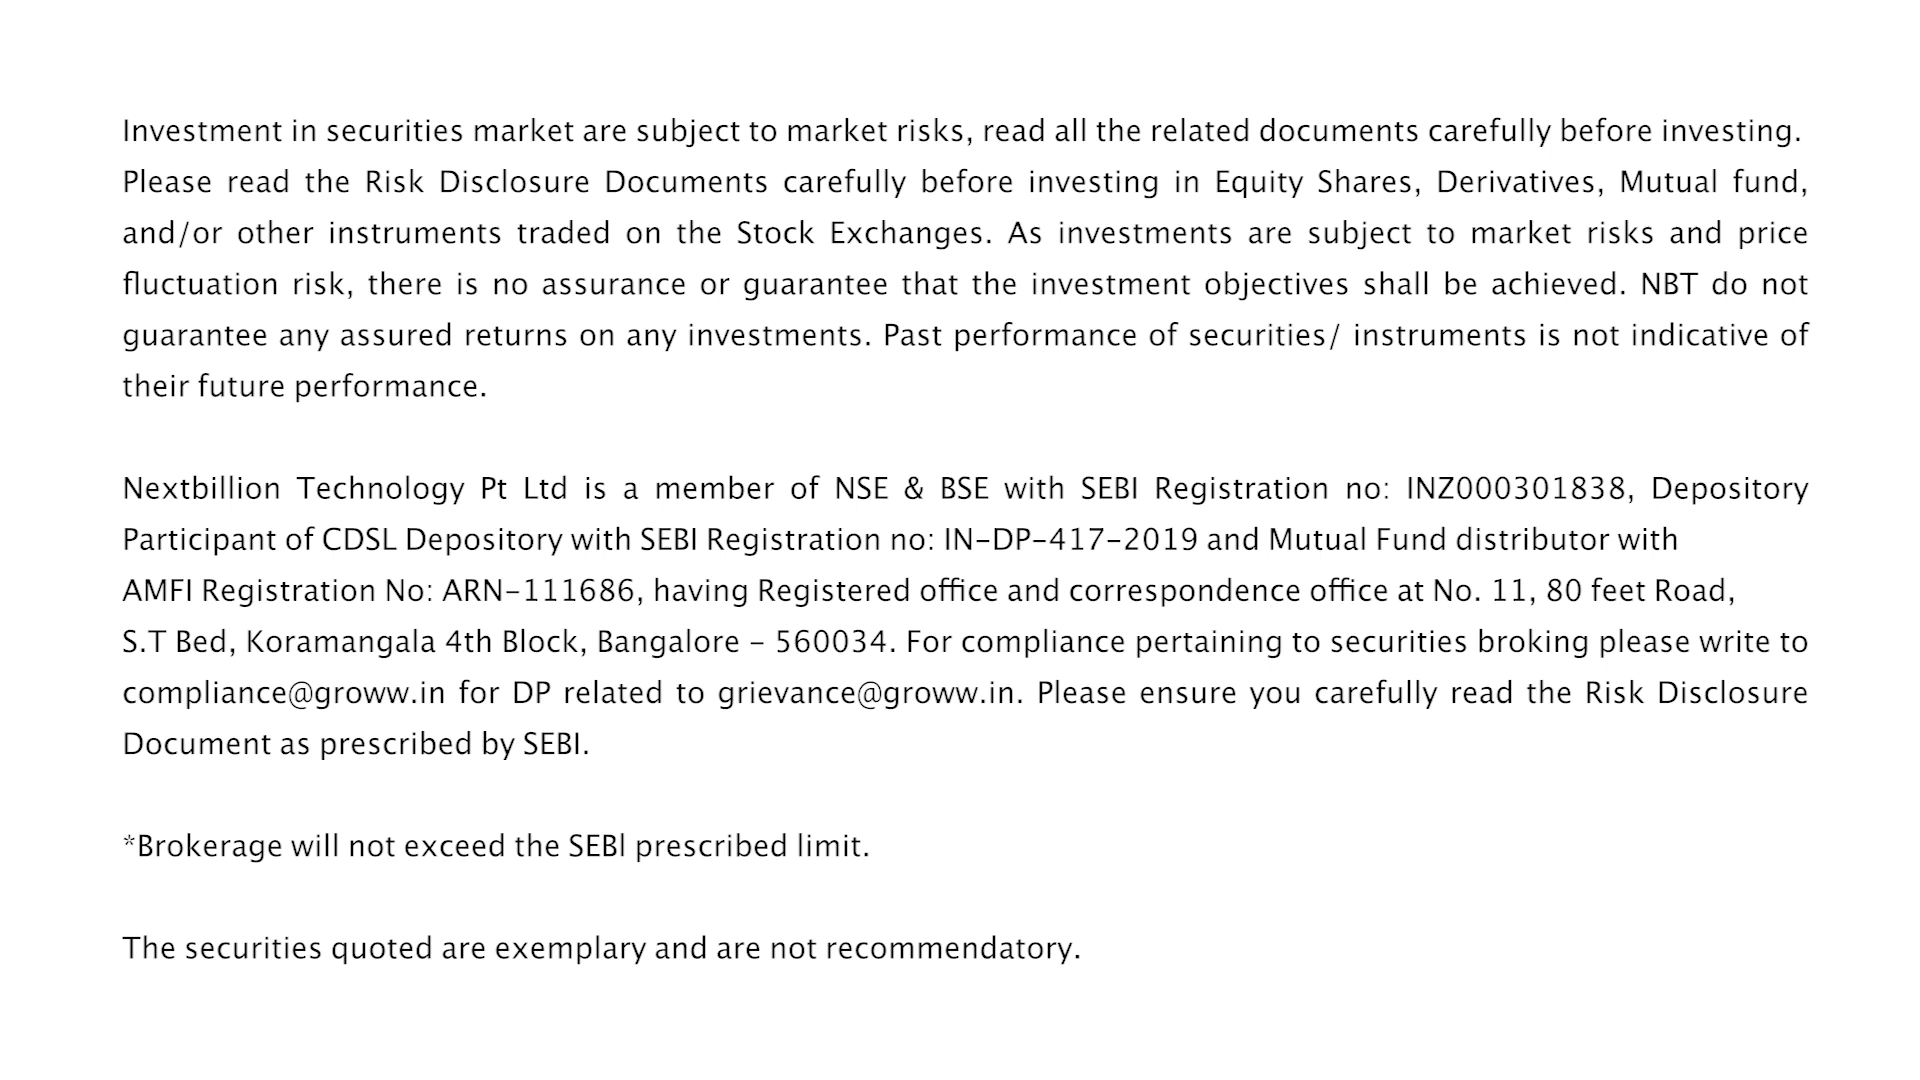 Investment in securities market are subject to market risks, read all the related documents carefully before investing.
Please read the Risk Disclosure Documents carefully before investing in Equity Shares, Derivatives, Mutual fund,
and/or other instruments traded on the Stock Exchanges. As investments are subject to market risks and price
fluctuation risk, there is no assurance or guarantee that the investment objectives shall be achieved. NBT do not
guarantee any assured returns on any investments. Past performance of securities/ instruments is not indicative of
their future performance.
Nextbillion Technology Pt Ltd is a member of NSE & BSE with SEBI Registration no: INZ000301838, Depository
Participant of CDSL Depository with SEBI Registration no: IN-DP-417-2019 and Mutual Fund distributor with
AMFI Registration No: ARN-111686, having Registered office and correspondence office at No. 11, 80 feet Road,
S.T Bed, Koramangala 4th Block, Bangalore - 560034. For compliance pertaining to securities broking please write to
compliance@groww.in for DP related to grievance@groww.in. Please ensure you carefully read the Risk Disclosure
Document as prescribed by SEBI.
*Brokerage will not exceed the SEBl prescribed limit.
The securities quoted are exemplary and are not recommendatory.